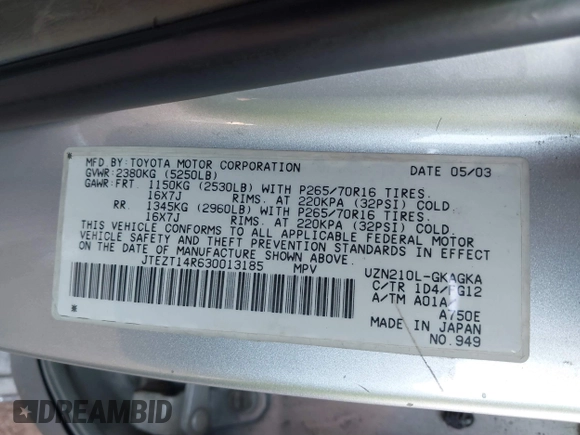 MFD.BY:TOYOTA MOTOR CORPORATION DATE 05/03
GVWR:2380KG (5250LB)
GAWR:FRT. 1150KG (2530LB) WITH P265/70R16 TIRES.
16X7J RIMS. AT 220KPA (32PSI) COLD.
RR. 1345KG (2960LB) WITH P265/70R16 TIRES.
16X7J RIMS. AT 220KPA (32PSI) COLD.
THIS VEHICLE CONFORMS TO ALL APPLICABLE FEDERAL MOTOR
VEHICLE SAFETY AND THEFT PREVENTION STANDARDS IN EFFECT
ON THE DATE OF MANUFACTURE SHOWN ABOVE.
JTEZT14R630013185 MPV
UZN210L-GKAGKA
C/TR 1D4/FG12
A/TM A01A
A750E
MADE IN JAPAN
NO.949
DREAMBID